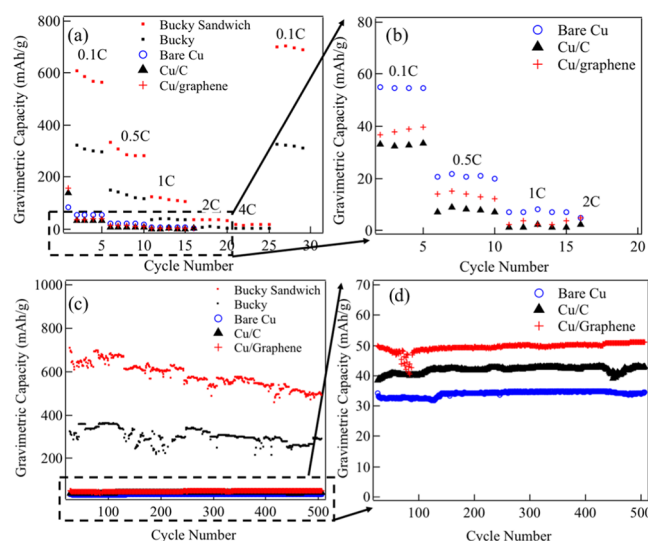 (a)
Bucky Sandwich
Bucky
Bare Cu
Cu/C
Cu/graphene
0.1C
0.5C
1C
2C
4C
800
600
400
200
0
0 5 10 15 20 25 30
Gravimetric Capacity (mAh/g)
Cycle Number
(b)
Bare Cu
Cu/C
Cu/graphene
0.1C
0.5C
1C
2C
80
60
40
20
0
0 5 10 15 20
Gravimetric Capacity (mAh/g)
Cycle Number
(c)
Bucky Sandwich
Bucky
Bare Cu
Cu/C
Cu/Graphene
1000
800
600
400
200
100 200 300 400 500
Gravimetric Capacity (mAh/g)
Cycle Number
(d)
Bare Cu
Cu/C
Cu/Graphene
70
60
50
40
30
20
10
0
100 200 300 400 500
Gravimetric Capacity (mAh/g)
Cycle Number